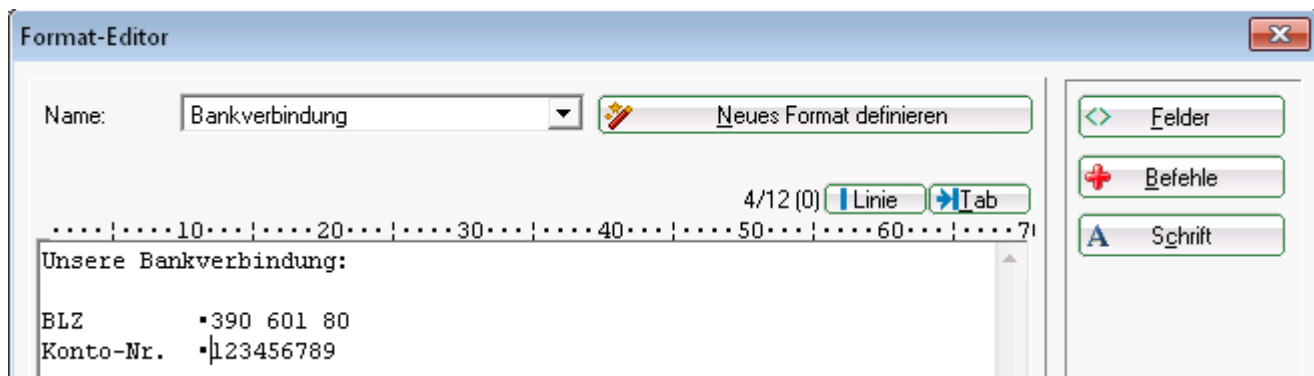 Format-Editor
Name: Bankverbindung Neues Format definieren
Felder
Befehle
Schrift
4/12 (0) Linie Tab
····¦····10···¦····20···¦····30···¦····40···¦····50···¦····60···¦····70
Unsere Bankverbindung:
BLZ ▪390 601 80
Konto-Nr. ▪123456789